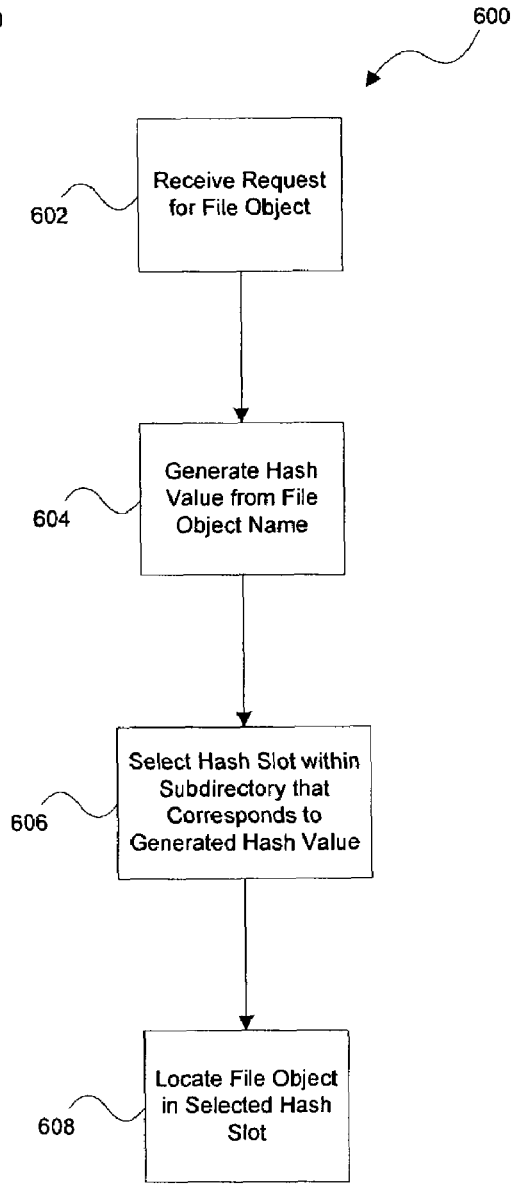 600
Receive Request
for File Object
602
Generate Hash
Value from File
Object Name
604
Select Hash Slot within
Subdirectory that
Corresponds to
Generated Hash Value
606
Locate File Object
in Selected Hash
Slot
608